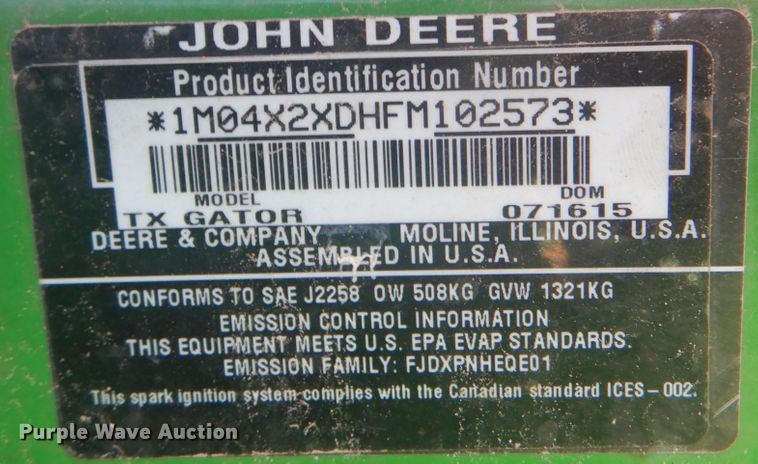 JOHN DEERE
Product Identification Number
*1M04X2XDHFM102573*
MODEL DOM
TX GATOR 071615
DEERE & COMPANY MOLINE, ILLINOIS, U.S.A.
ASSEMBLED IN U.S.A.
CONFORMS TO SAE J2258 OW 508KG GVW 1321KG
EMISSION CONTROL INFORMATION
THIS EQUIPMENT MEETS U.S. EPA EVAP STANDARDS.
EMISSION FAMILY: FJDXPNHEQE01
This spark ignition system complies with the Canadian standard ICES-002.
Purple Wave Auction